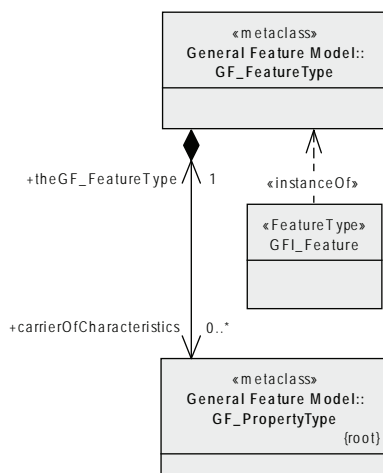 «metaclass»
General Feature Model::
GF_FeatureType
+theGF_FeatureType 1
«instanceOf»
«FeatureType»
GFI_Feature
+carrierOfCharacteristics 0..*
«metaclass»
General Feature Model::
GF_PropertyType
{root}